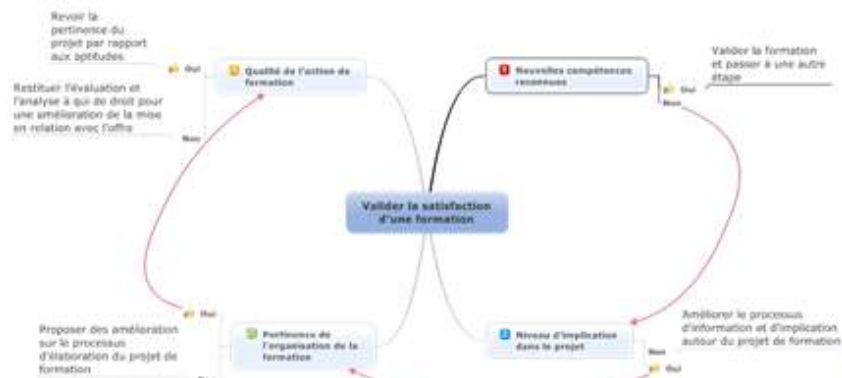 Revoir la
pertinence du
projet par rapport
aux aptitudes
Oui
Qualité de l'action de
formation
Restituer l'évaluation et
l'analyse à qui de droit pour
une amélioration de la mise
en relation avec l'offre
Non
Nouvelles compétences
reconnues
Valider la formation
et passer à une autre
étape
Oui
Non
Valider la satisfaction
d'une formation
Oui
Proposer des amélioration
sur le processus
d'élaboration du projet de
formation
Pertinence de
l'organisation de la
formation
Niveau d'implication
dans le projet
Améliorer le processus
d'information et d'implication
autour du projet de formation
Non
Oui